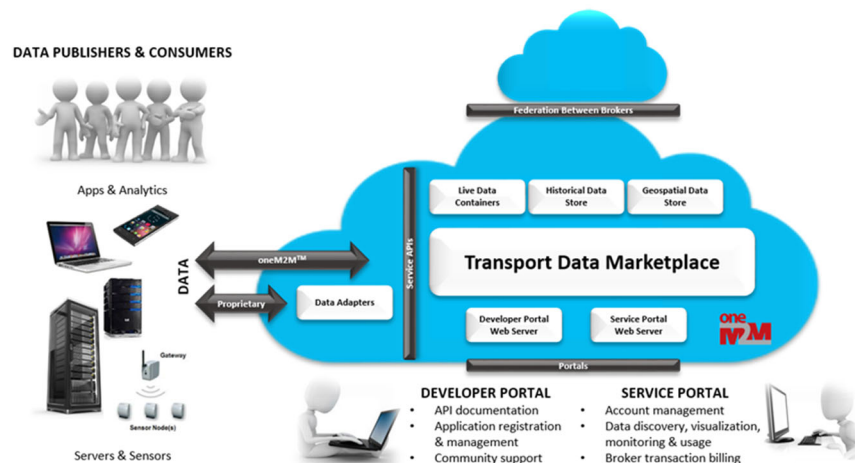 DATA PUBLISHERS & CONSUMERS
Apps & Analytics
Gateway
Sensor Node(s)
Servers & Sensors
DATA
oneM2M™
Proprietary
Data Adapters
Service APIs
Federation Between Brokers
Live Data
Containers
Historical Data
Store
Geospatial Data
Store
Transport Data Marketplace
Developer Portal
Web Server
Service Portal
Web Server
one
M2M
Portals
DEVELOPER PORTAL
• API documentation
• Application registration
& management
• Community support
SERVICE PORTAL
• Account management
• Data discovery, visualization,
monitoring & usage
• Broker transaction billing